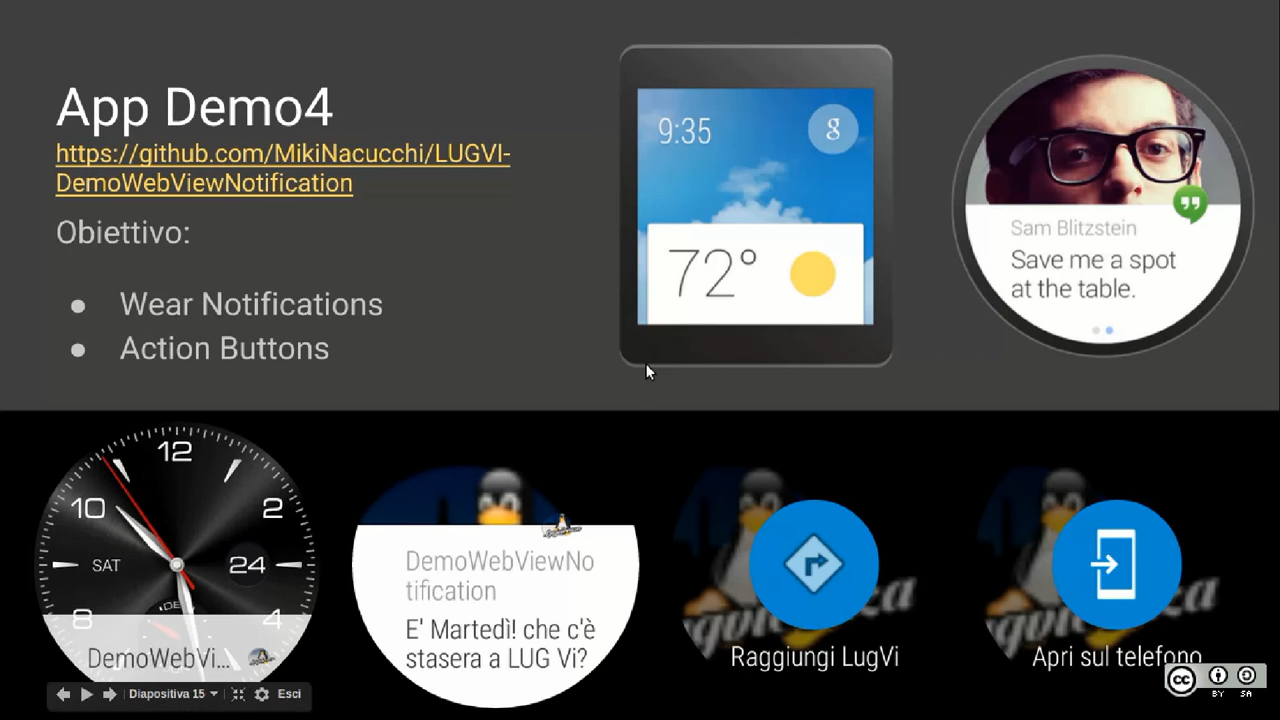 App Demo4
https://github.com/MikiNacucchi/LUGVI-
DemoWebViewNotification
Obiettivo:
● Wear Notifications
● Action Buttons
9:35
g
72°
Sam Blitzstein
Save me a spot
at the table.
12
10
2
SAT
24
8
4
DemoWebVi...
DemoWebViewNo
tification
E' Martedì! che c'è
stasera a LUG Vi?
Raggiungi LugVi
Apri sul telefono
Diapositiva 15
Esci
cc
BY SA